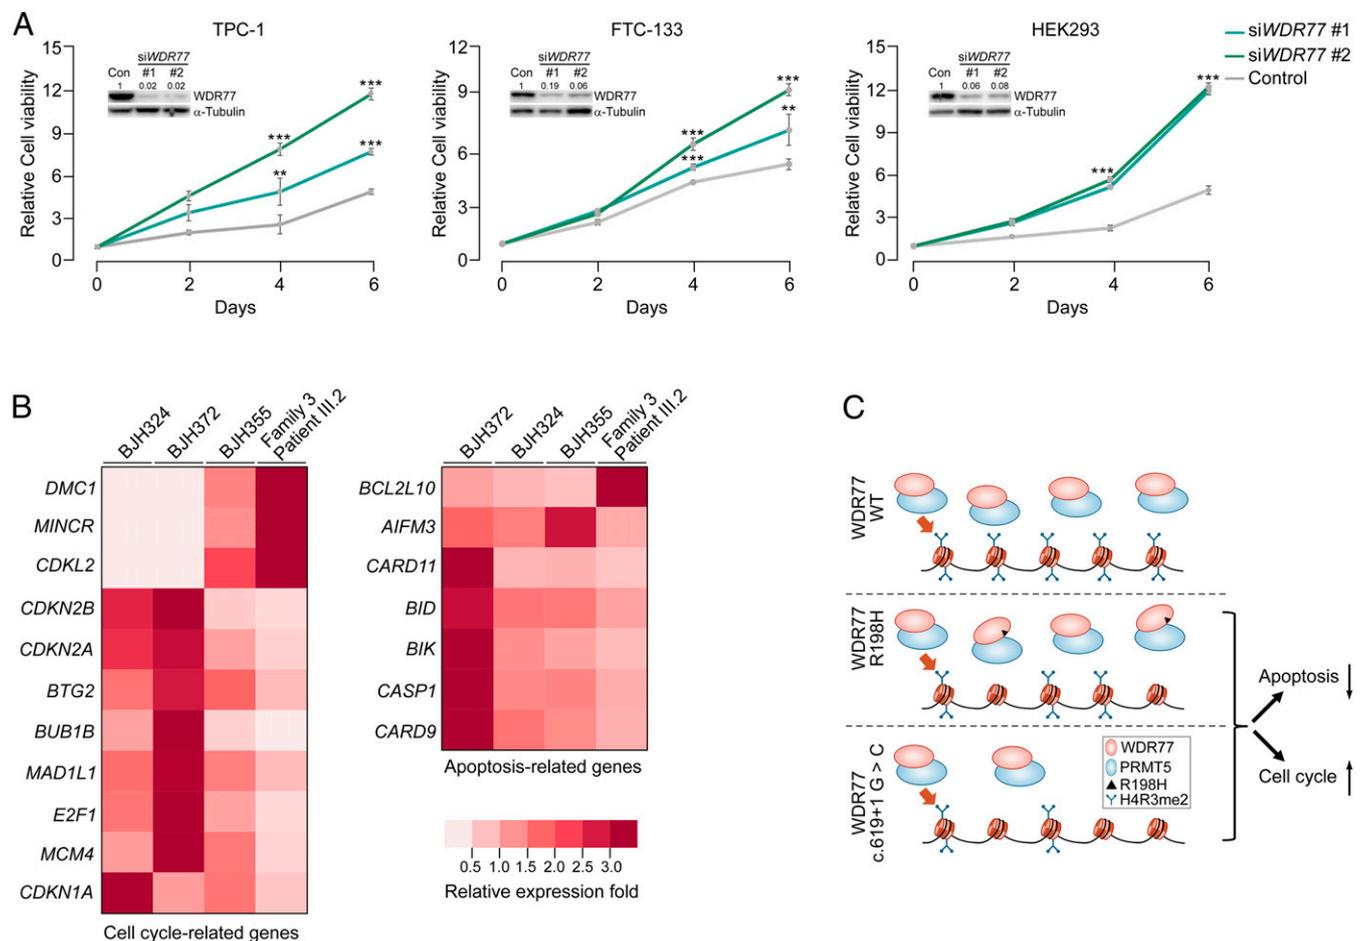 A
TPC-1
Relative Cell viability
15
12
9
6
3
0
0 2 4 6
Days
siWDR77
Con #1 #2
1 0.02 0.02
WDR77
α-Tubulin
***
***
***
**
FTC-133
Relative Cell viability
12
9
6
3
0
0 2 4 6
Days
siWDR77
Con #1 #2
1 0.19 0.06
WDR77
α-Tubulin
***
**
***
***
HEK293
Relative Cell viability
15
12
9
6
3
0
0 2 4 6
Days
siWDR77
Con #1 #2
1 0.06 0.08
WDR77
α-Tubulin
***
***
siWDR77 #1
siWDR77 #2
Control
B
BJH324
BJH372
BJH355
Family 3
Patient III.2
DMC1
MINCR
CDKL2
CDKN2B
CDKN2A
BTG2
BUB1B
MAD1L1
E2F1
MCM4
CDKN1A
Cell cycle-related genes
BJH372
BJH324
BJH355
Family 3
Patient III.2
BCL2L10
AIFM3
CARD11
BID
BIK
CASP1
CARD9
Apoptosis-related genes
0.5 1.0 1.5 2.0 2.5 3.0
Relative expression fold
C
WDR77
WT
WDR77
R198H
WDR77
c.619+1 G > C
WDR77
PRMT5
R198H
H4R3me2
Apoptosis
Cell cycle